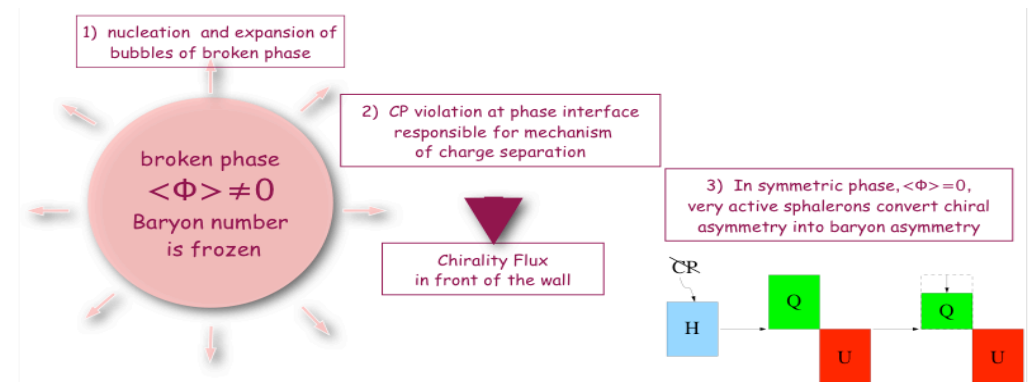 1) nucleation and expansion of
bubbles of broken phase
broken phase
<Φ> ≠ 0
Baryon number
is frozen
2) CP violation at phase interface
responsible for mechanism
of charge separation
Chirality Flux
in front of the wall
3) In symmetric phase,<Φ>=0,
very active sphalerons convert chiral
asymmetry into baryon asymmetry
CP
H
Q
U
Q
U